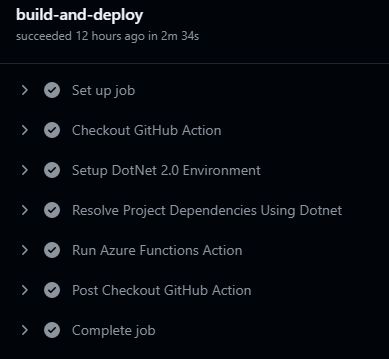 build-and-deploy
succeeded 12 hours ago in 2m 34s
Set up job
Checkout GitHub Action
Setup DotNet 2.0 Environment
Resolve Project Dependencies Using Dotnet
Run Azure Functions Action
Post Checkout GitHub Action
Complete job